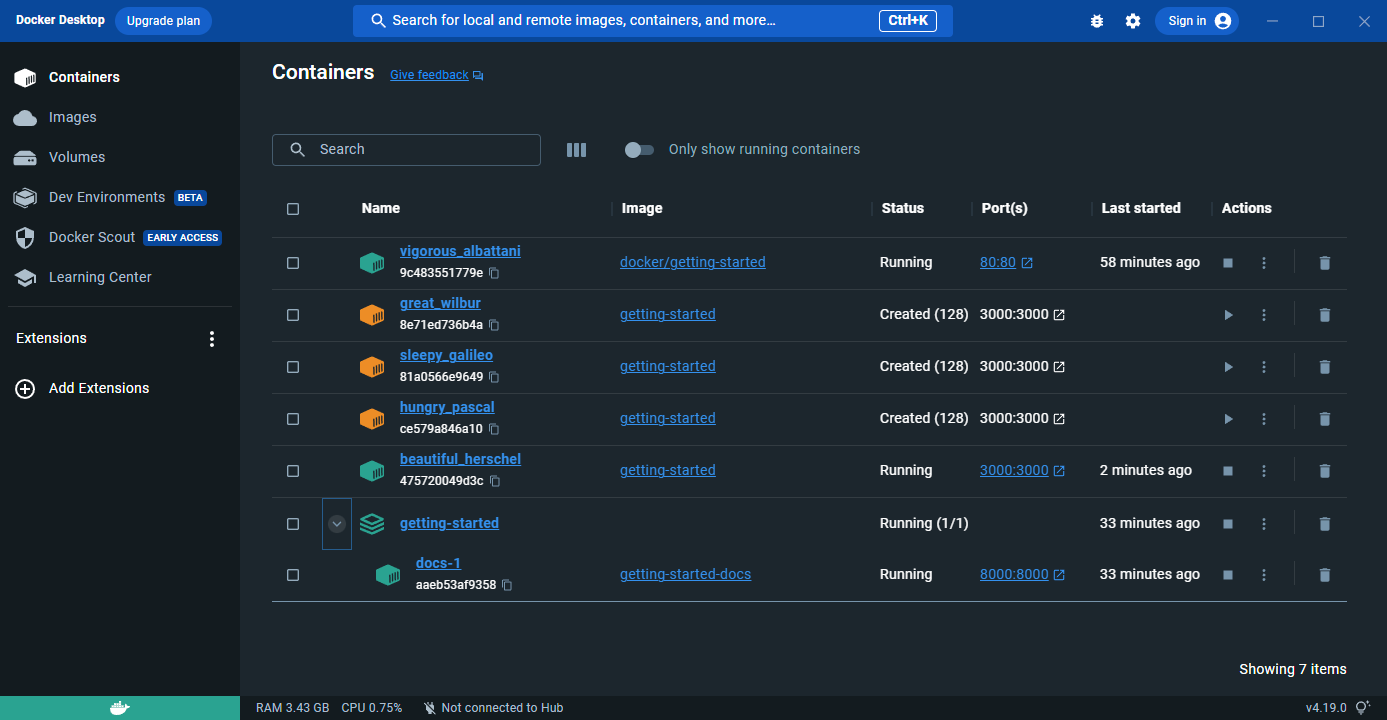 Docker Desktop Upgrade plan Search for local and remote images, containers, and more... Ctrl+K Sign in
Containers
Images
Volumes
Dev Environments BETA
Docker Scout EARLY ACCESS
Learning Center
Extensions
Add Extensions
Containers Give feedback
Search Only show running containers
Name Image Status Port(s) Last started Actions
vigorous_albattani
9c483551779e docker/getting-started Running 80:80 58 minutes ago
great_wilbur
8e71ed736b4a getting-started Created (128) 3000:3000
sleepy_galileo
81a0566e9649 getting-started Created (128) 3000:3000
hungry_pascal
ce579a846a10 getting-started Created (128) 3000:3000
beautiful_herschel
475720049d3c getting-started Running 3000:3000 2 minutes ago
getting-started Running (1/1) 33 minutes ago
docs-1
aaeb53af9358 getting-started-docs Running 8000:8000 33 minutes ago
Showing 7 items
RAM 3.43 GB CPU 0.75% Not connected to Hub v4.19.0